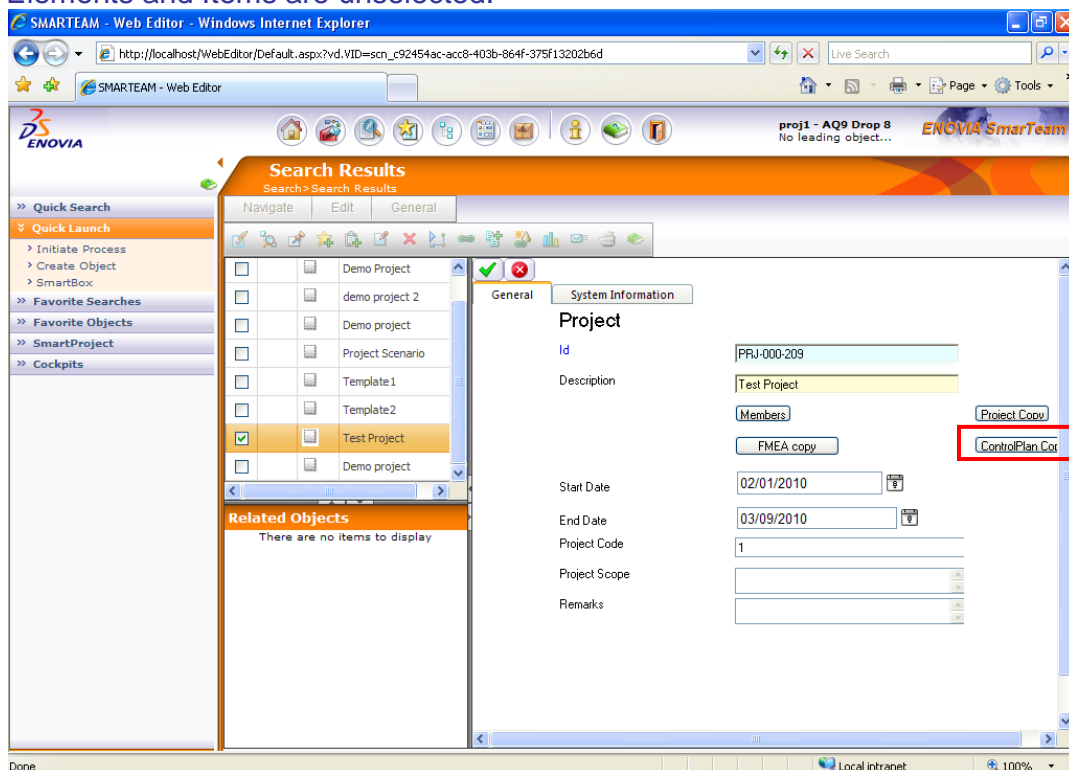 Elements and Items are unselected.
SMARTEAM - Web Editor - Windows Internet Explorer
http://localhost/WebEditor/Default.aspx?vd.VID=scn_c92454ac-acc8-403b-864f-375f13202b6d
Live Search
SMARTEAM - Web Editor
Page
Tools
ENOVIA
proj1 - AQ9 Drop 8
No leading object...
ENOVIA SmarTeam
Search Results
Search>Search Results
Navigate Edit General
Quick Search
Quick Launch
Initiate Process
Create Object
SmartBox
Favorite Searches
Favorite Objects
SmartProject
Cockpits
Demo Project
demo project 2
Demo project
Project Scenario
Template1
Template2
Test Project
Demo project
Related Objects
There are no items to display
General System Information
Project
Id PRJ-000-209
Description Test Project
Members Project Copy
FMEA copy ControlPlan Cop
Start Date 02/01/2010
End Date 03/09/2010
Project Code 1
Project Scope
Remarks
Done Local intranet 100%